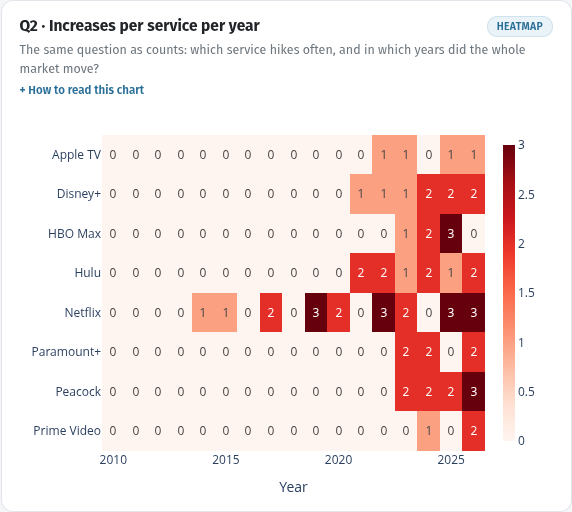 Q2 · Increases per service per year
HEATMAP
The same question as counts: which service hikes often, and in which years did the whole
market move?
+ How to read this chart
Apple TV 0 0 0 0 0 0 0 0 0 0 0 0 1 1 0 1 1
Disney+ 0 0 0 0 0 0 0 0 0 0 0 1 1 1 2 2 2
HBO Max 0 0 0 0 0 0 0 0 0 0 0 0 0 1 2 3 0
Hulu 0 0 0 0 0 0 0 0 0 0 0 2 2 1 2 1 2
Netflix 0 0 0 0 1 1 0 2 0 3 2 0 3 2 0 3 3
Paramount+ 0 0 0 0 0 0 0 0 0 0 0 0 0 2 2 0 2
Peacock 0 0 0 0 0 0 0 0 0 0 0 0 0 2 2 2 3
Prime Video 0 0 0 0 0 0 0 0 0 0 0 0 0 0 1 0 2
2010 2015 2020 2025
Year
3
2.5
2
1.5
1
0.5
0